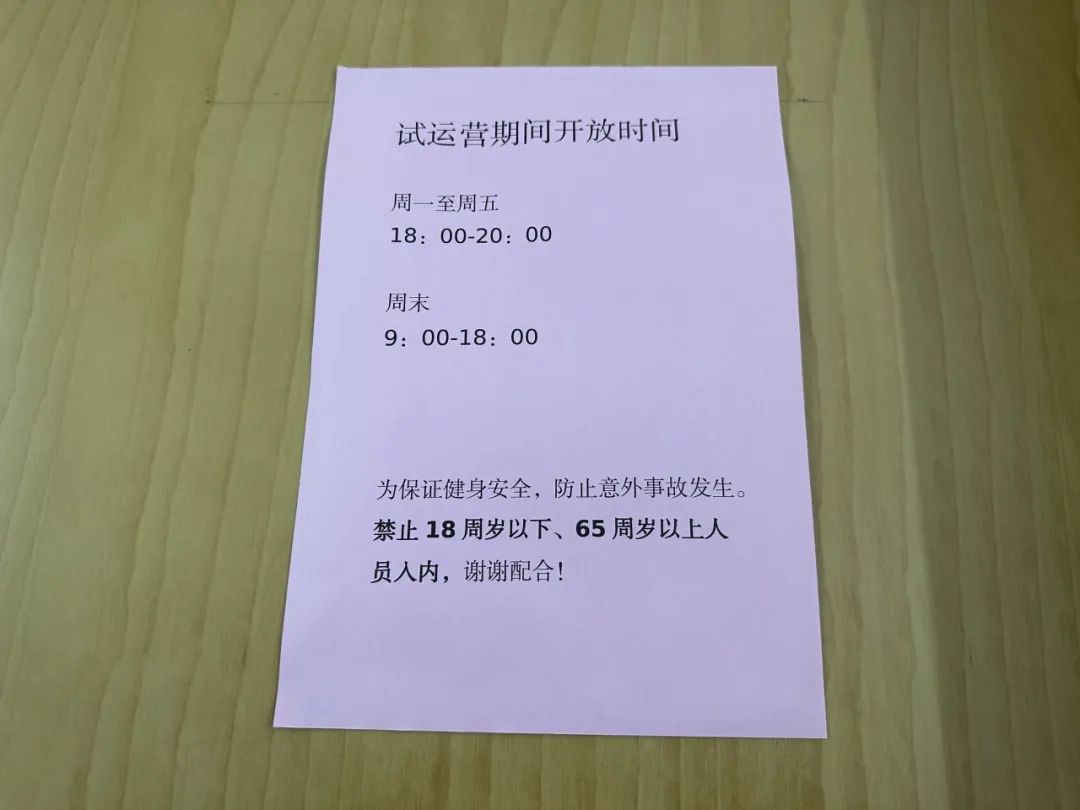 试运营期间开放时间
周一至周五
18：00-20：00
周末
9：00-18：00
为保证健身安全，防止意外事故发生。
禁止 18 周岁以下、65 周岁以上人
员入内，谢谢配合！